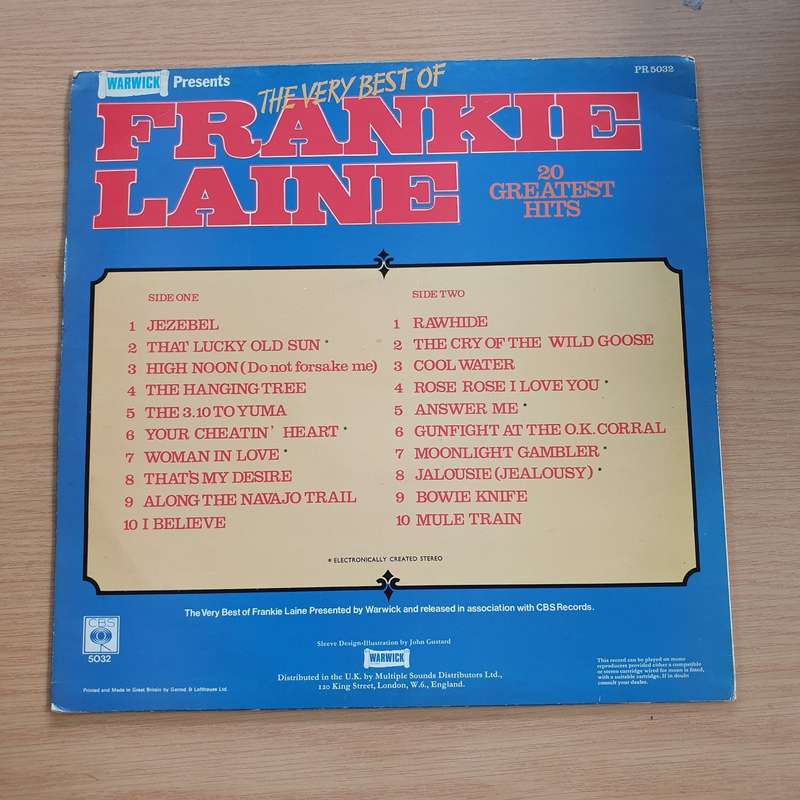 WARWICK Presents
PR 5032
THE VERY BEST OF
FRANKIE
LAINE
20
GREATEST
HITS
SIDE ONE
1 JEZEBEL
2 THAT LUCKY OLD SUN *
3 HIGH NOON (Do not forsake me)
4 THE HANGING TREE
5 THE 3.10 TO YUMA
6 YOUR CHEATIN' HEART *
7 WOMAN IN LOVE *
8 THAT'S MY DESIRE
9 ALONG THE NAVAJO TRAIL
10 I BELIEVE
SIDE TWO
1 RAWHIDE
2 THE CRY OF THE WILD GOOSE
3 COOL WATER
4 ROSE ROSE I LOVE YOU *
5 ANSWER ME *
6 GUNFIGHT AT THE O.K. CORRAL
7 MOONLIGHT GAMBLER *
8 JALOUSIE (JEALOUSY) *
9 BOWIE KNIFE
10 MULE TRAIN
* ELECTRONICALLY CREATED STEREO
The Very Best of Frankie Laine Presented by Warwick and released in association with CBS Records.
CBS
5032
Sleeve Design·Illustration by John Gustard
WARWICK
Distributed in the U.K. by Multiple Sounds Distributors Ltd.,
120 King Street, London, W.6., England.
Printed and Made in Great Britain by Garrod & Lofthouse Ltd.
This record can be played on mono
reproducers provided either a compatible
or stereo cartridge wired for mono is fitted,
with a suitable cartridge. If in doubt
consult your dealer.